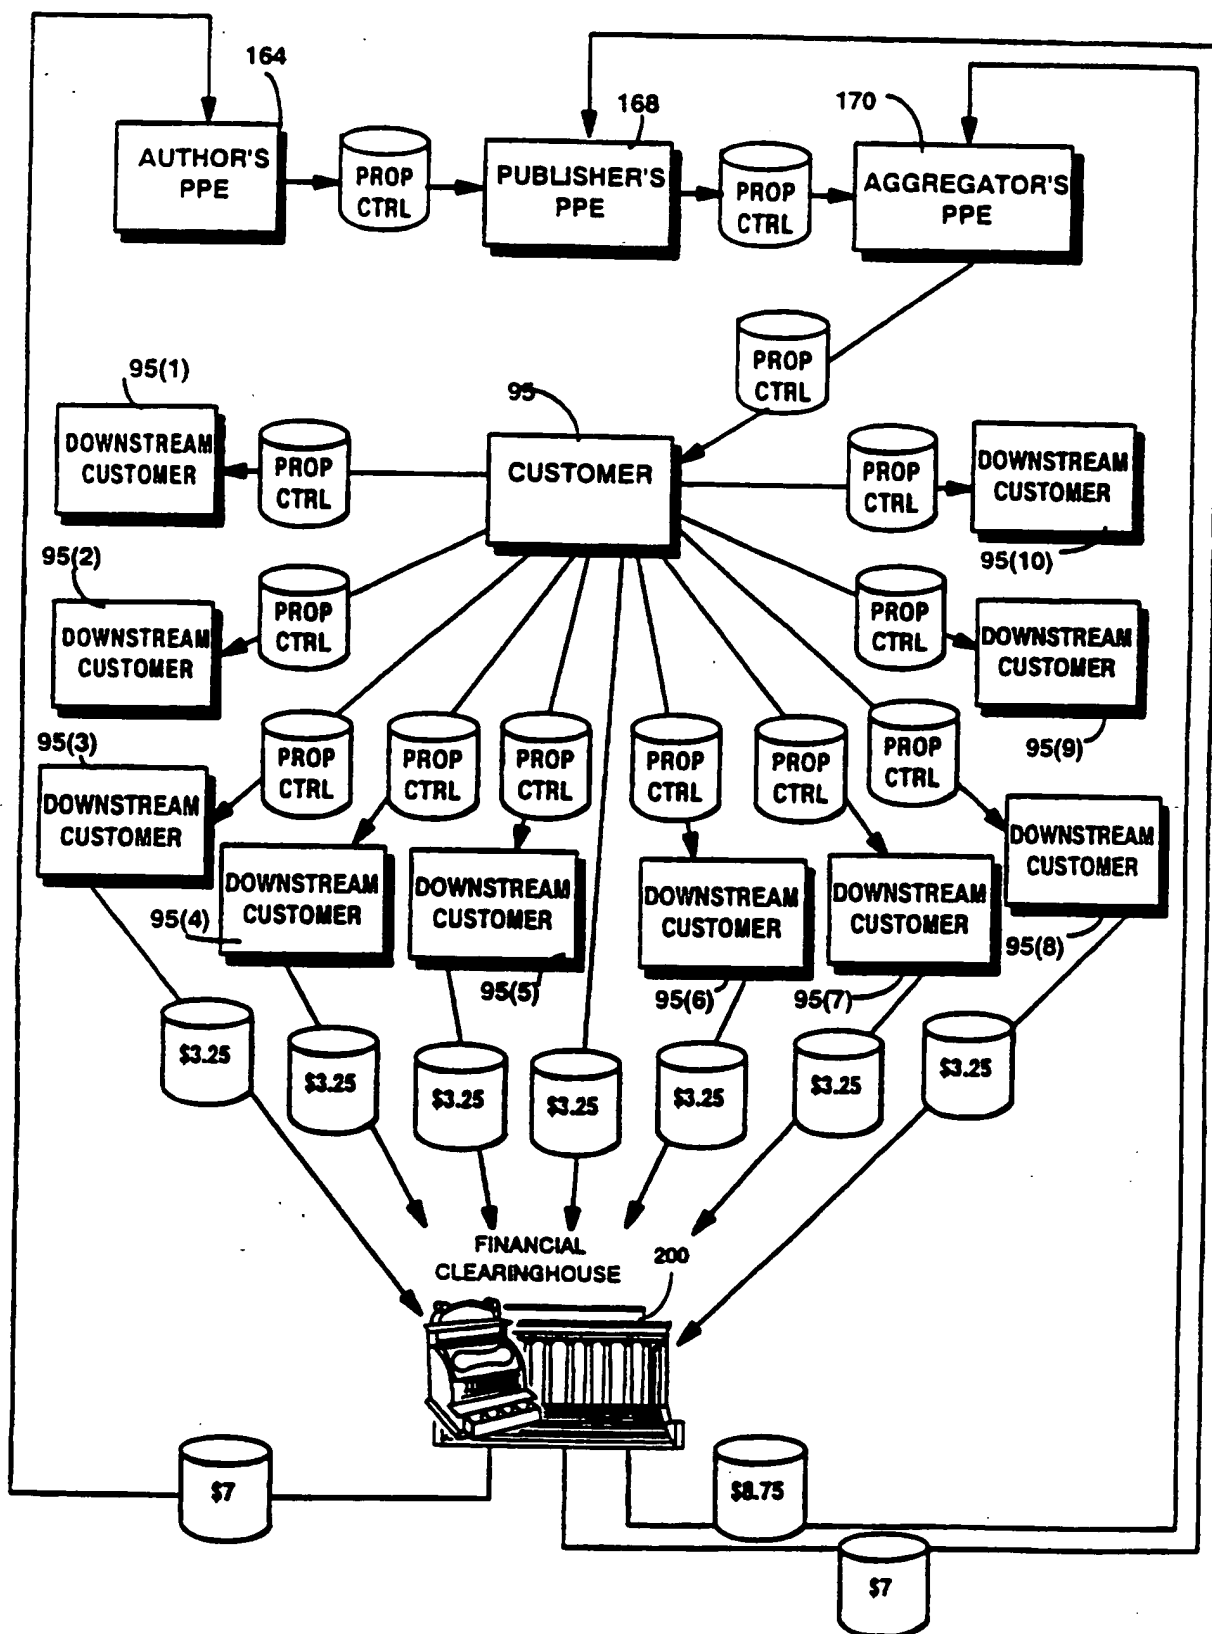 164
168
170
AUTHOR'S
PPE
PROP
CTRL
PUBLISHER'S
PPE
PROP
CTRL
AGGREGATOR'S
PPE
PROP
CTRL
95(1)
95
DOWNSTREAM
CUSTOMER
PROP
CTRL
CUSTOMER
PROP
CTRL
DOWNSTREAM
CUSTOMER
95(10)
95(2)
DOWNSTREAM
CUSTOMER
PROP
CTRL
PROP
CTRL
DOWNSTREAM
CUSTOMER
95(9)
95(3)
DOWNSTREAM
CUSTOMER
PROP
CTRL
PROP
CTRL
PROP
CTRL
PROP
CTRL
PROP
CTRL
PROP
CTRL
DOWNSTREAM
CUSTOMER
95(8)
DOWNSTREAM
CUSTOMER
95(4)
DOWNSTREAM
CUSTOMER
95(5)
DOWNSTREAM
CUSTOMER
95(6)
DOWNSTREAM
CUSTOMER
95(7)
$3.25
$3.25
$3.25
$3.25
$3.25
$3.25
$3.25
FINANCIAL
CLEARINGHOUSE
200
$7
$8.75
$7